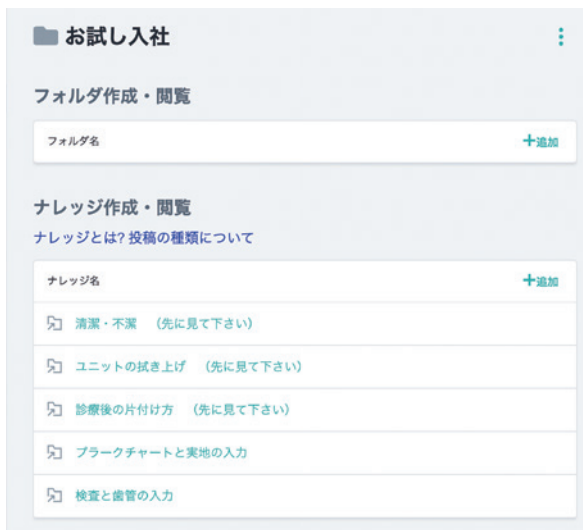 お試し入社
フォルダ作成・閲覧
フォルダ名 +追加
ナレッジ作成・閲覧
ナレッジとは? 投稿の種類について
ナレッジ名 +追加
清潔・不潔 （先に見て下さい）
ユニットの拭き上げ （先に見て下さい）
診療後の片付け方 （先に見て下さい）
プラークチャートと実地の入力
検査と歯管の入力